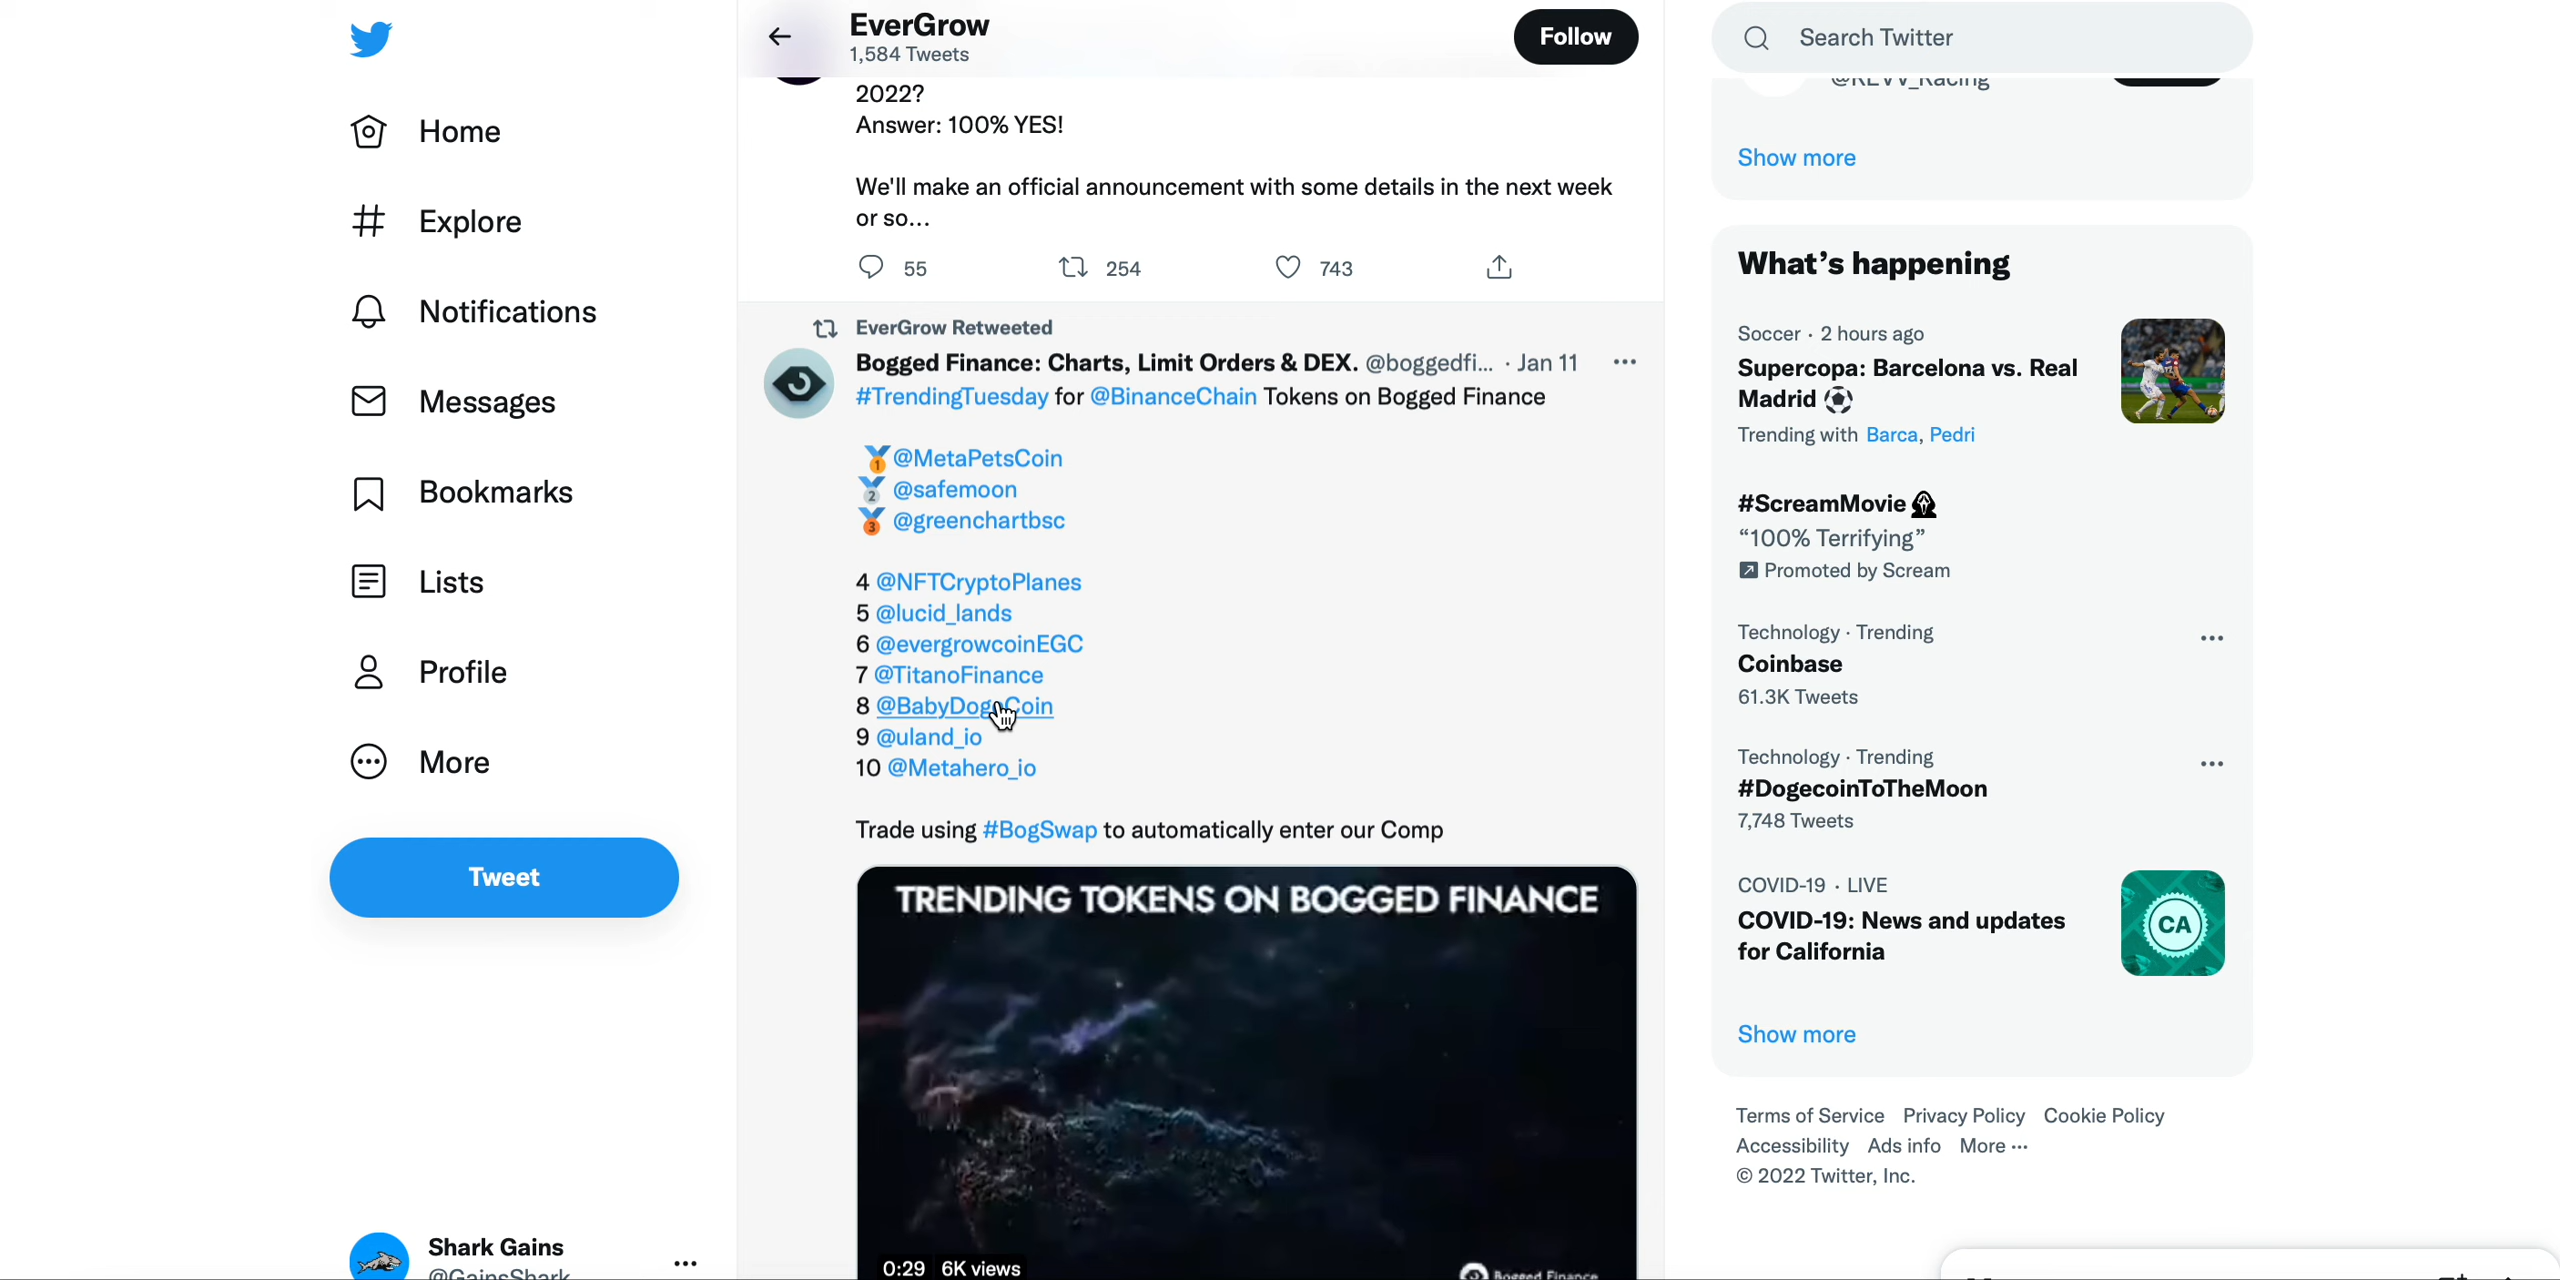 Home
Explore
Notifications
Messages
Bookmarks
Lists
Profile
More
Tweet
Shark Gains
@GainsShark
EverGrow
1,584 Tweets
Follow
2022?
Answer: 100% YES!
We'll make an official announcement with some details in the next week
or so...
55 254 743
EverGrow Retweeted
Bogged Finance: Charts, Limit Orders & DEX. @boggedfi... · Jan 11
#TrendingTuesday for @BinanceChain Tokens on Bogged Finance
1 @MetaPetsCoin
2 @safemoon
3 @greenchartbsc
4 @NFTCryptoPlanes
5 @lucid_lands
6 @evergrowcoinEGC
7 @TitanoFinance
8 @BabyDogeCoin
9 @uland_io
10 @Metahero_io
Trade using #BogSwap to automatically enter our Comp
TRENDING TOKENS ON BOGGED FINANCE
0:29 6K views
Bogged Finance
Search Twitter
@REVV_Racing
Show more
What's happening
Soccer · 2 hours ago
Supercopa: Barcelona vs. Real
Madrid
Trending with Barca, Pedri
#ScreamMovie
“100% Terrifying”
Promoted by Scream
Technology · Trending
Coinbase
61.3K Tweets
Technology · Trending
#DogecoinToTheMoon
7,748 Tweets
COVID-19 · LIVE
COVID-19: News and updates
for California
CA
Show more
Terms of Service Privacy Policy Cookie Policy
Accessibility Ads info More ...
© 2022 Twitter, Inc.